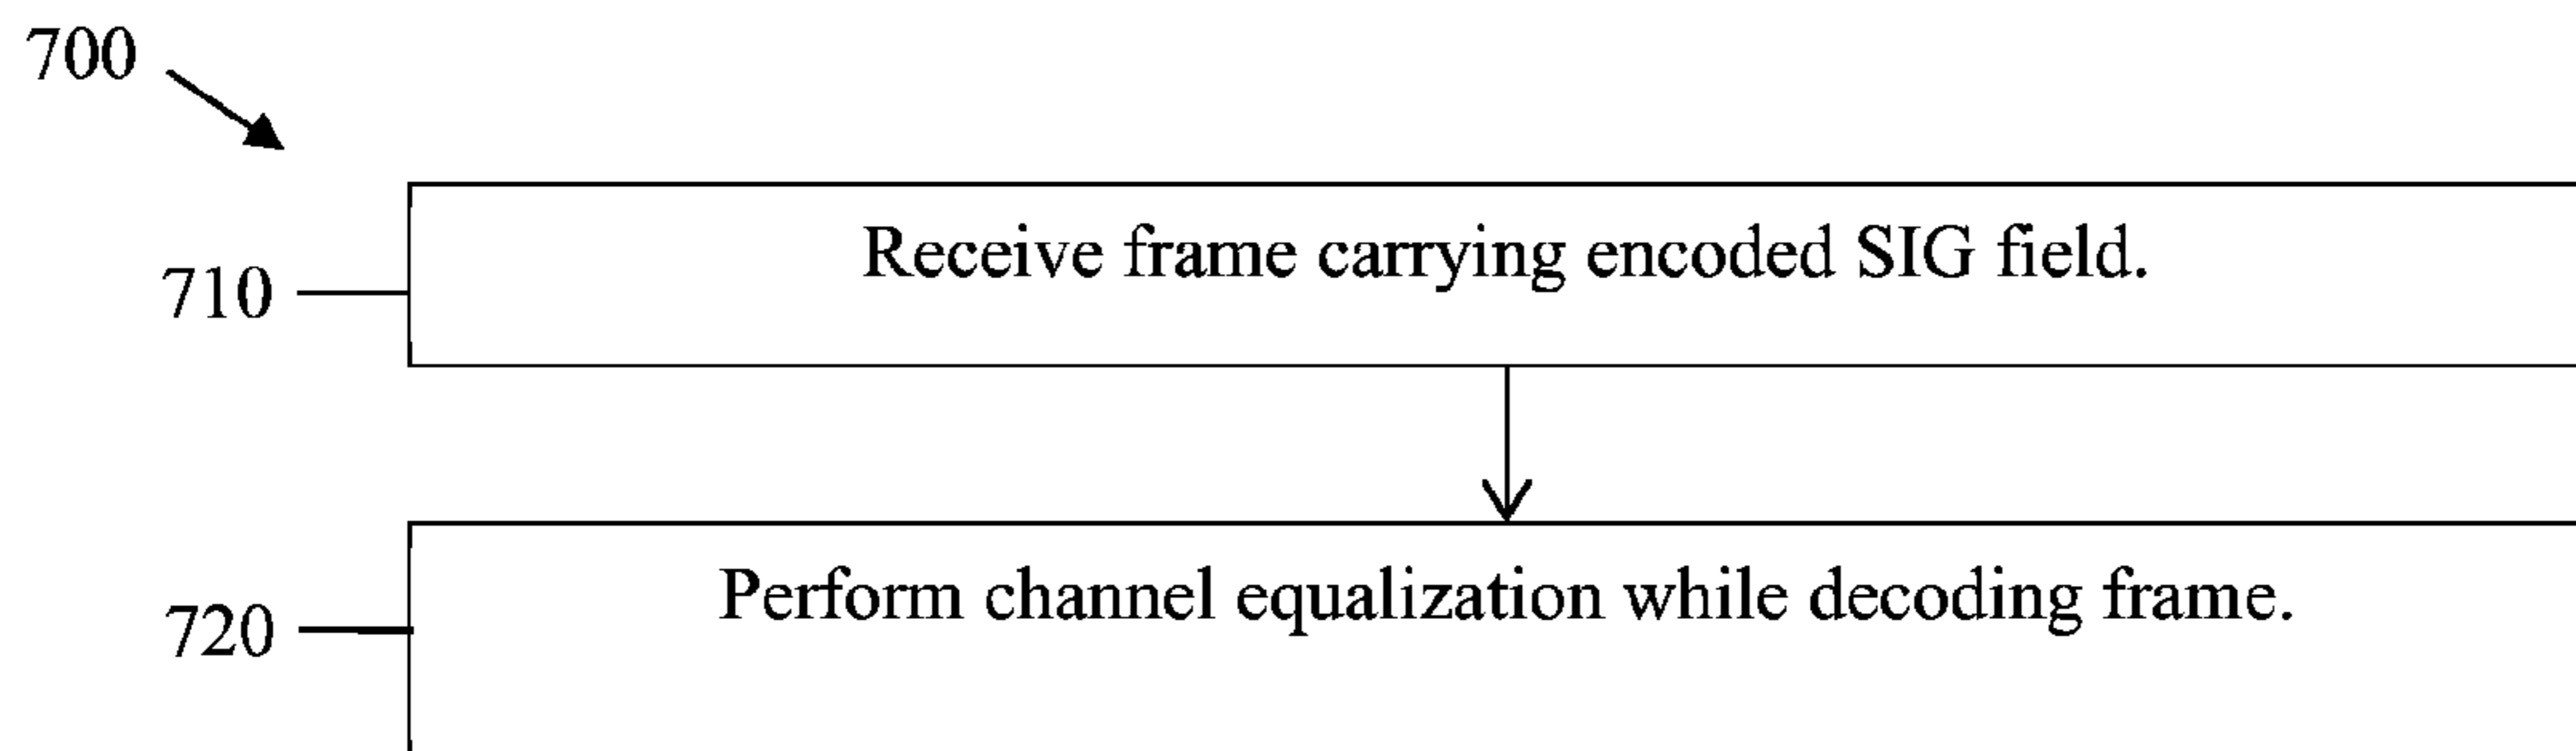 700
Receive frame carrying encoded SIG field.
710
Perform channel equalization while decoding frame.
720